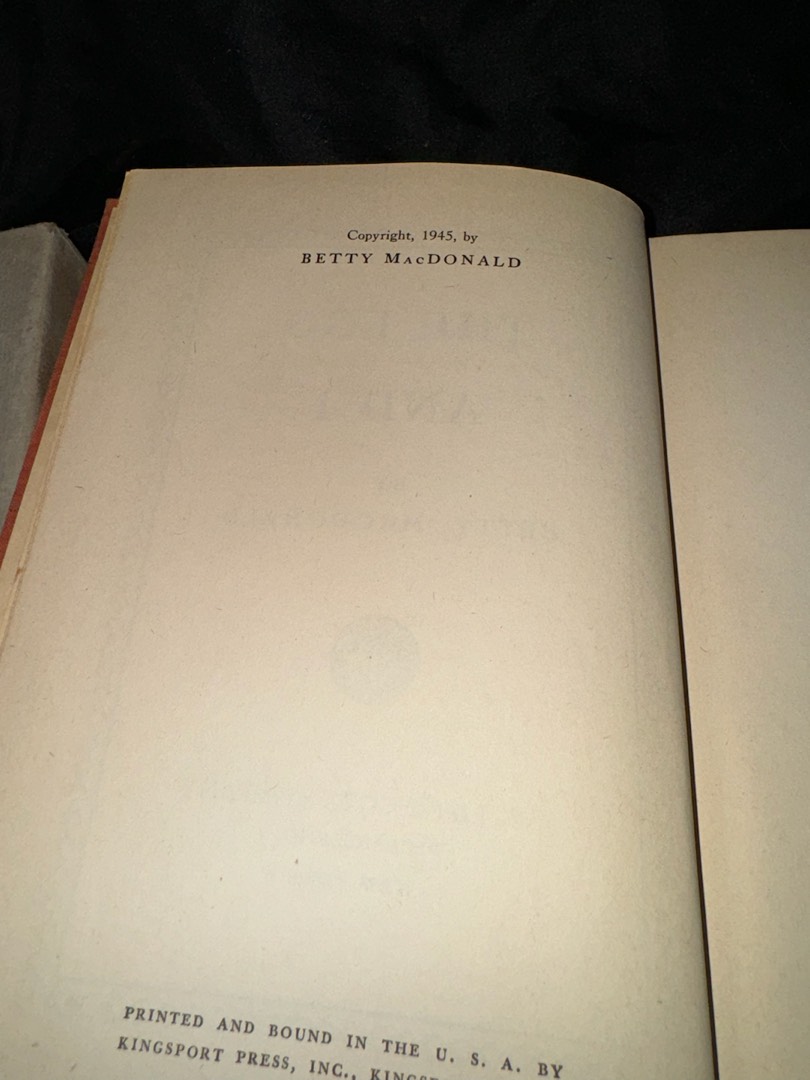 Copyright, 1945, by
BETTY MACDONALD
PRINTED AND BOUND IN THE U. S. A. BY
KINGSPORT PRESS, INC.,